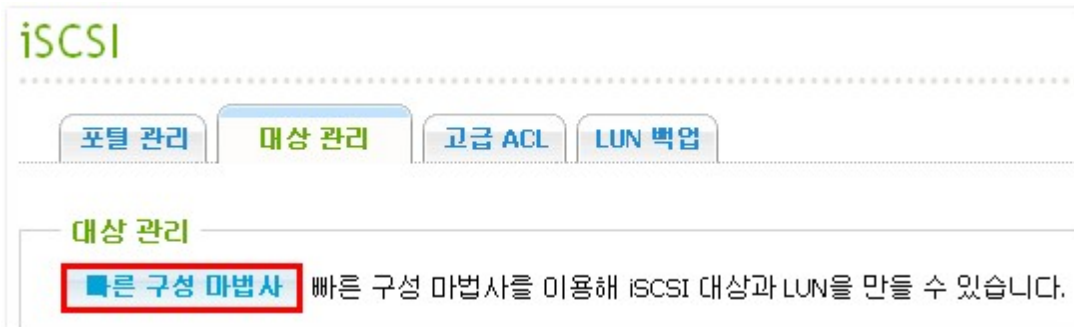 iSCSI
포털 관리 대상 관리 고급 ACL LUN 백업
대상 관리
빠른 구성 마법사 빠른 구성 마법사를 이용해 iSCSI 대상과 LUN을 만들 수 있습니다.